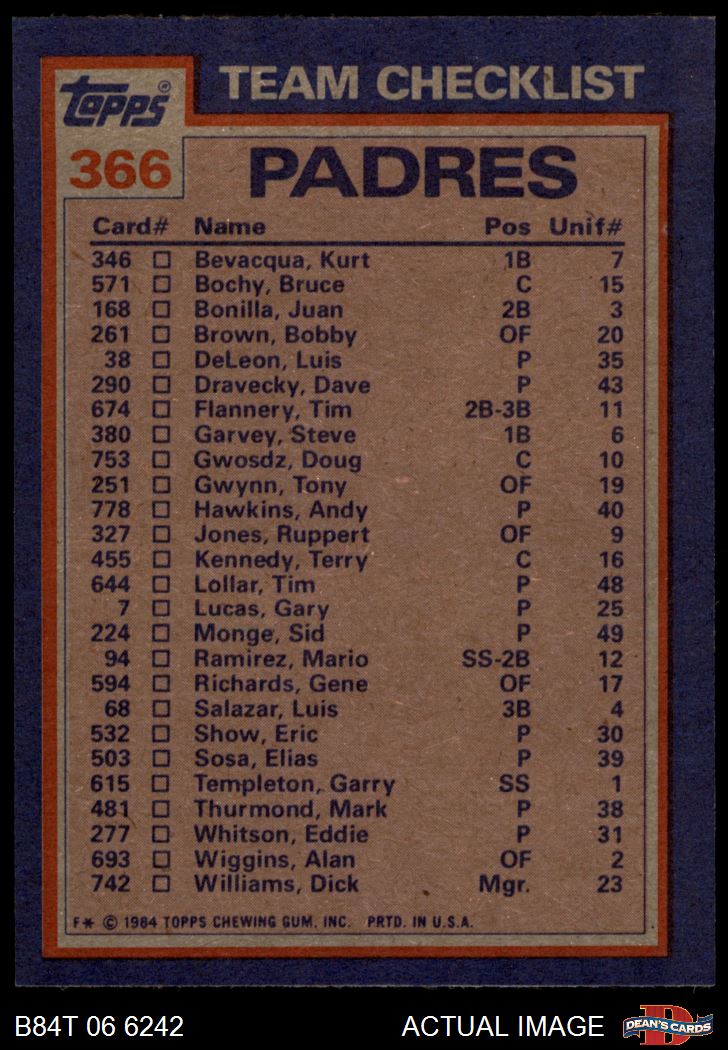 Topps®
TEAM CHECKLIST
366
PADRES
Card# Name Pos Unif#
346 □ Bevacqua, Kurt 1B 7
571 □ Bochy, Bruce C 15
168 □ Bonilla, Juan 2B 3
261 □ Brown, Bobby OF 20
38 □ DeLeon, Luis P 35
290 □ Dravecky, Dave P 43
674 □ Flannery, Tim 2B-3B 11
380 □ Garvey, Steve 1B 6
753 □ Gwosdz, Doug C 10
251 □ Gwynn, Tony OF 19
778 □ Hawkins, Andy P 40
327 □ Jones, Ruppert OF 9
455 □ Kennedy, Terry C 16
644 □ Lollar, Tim P 48
7 □ Lucas, Gary P 25
224 □ Monge, Sid P 49
94 □ Ramirez, Mario SS-2B 12
594 □ Richards, Gene OF 17
68 □ Salazar, Luis 3B 4
532 □ Show, Eric P 30
503 □ Sosa, Elias P 39
615 □ Templeton, Garry SS 1
481 □ Thurmond, Mark P 38
277 □ Whitson, Eddie P 31
693 □ Wiggins, Alan OF 2
742 □ Williams, Dick Mgr. 23
F* © 1984 TOPPS CHEWING GUM, INC. PRTD. IN U.S.A.
B84T 06 6242 ACTUAL IMAGE DEAN'S CARDS